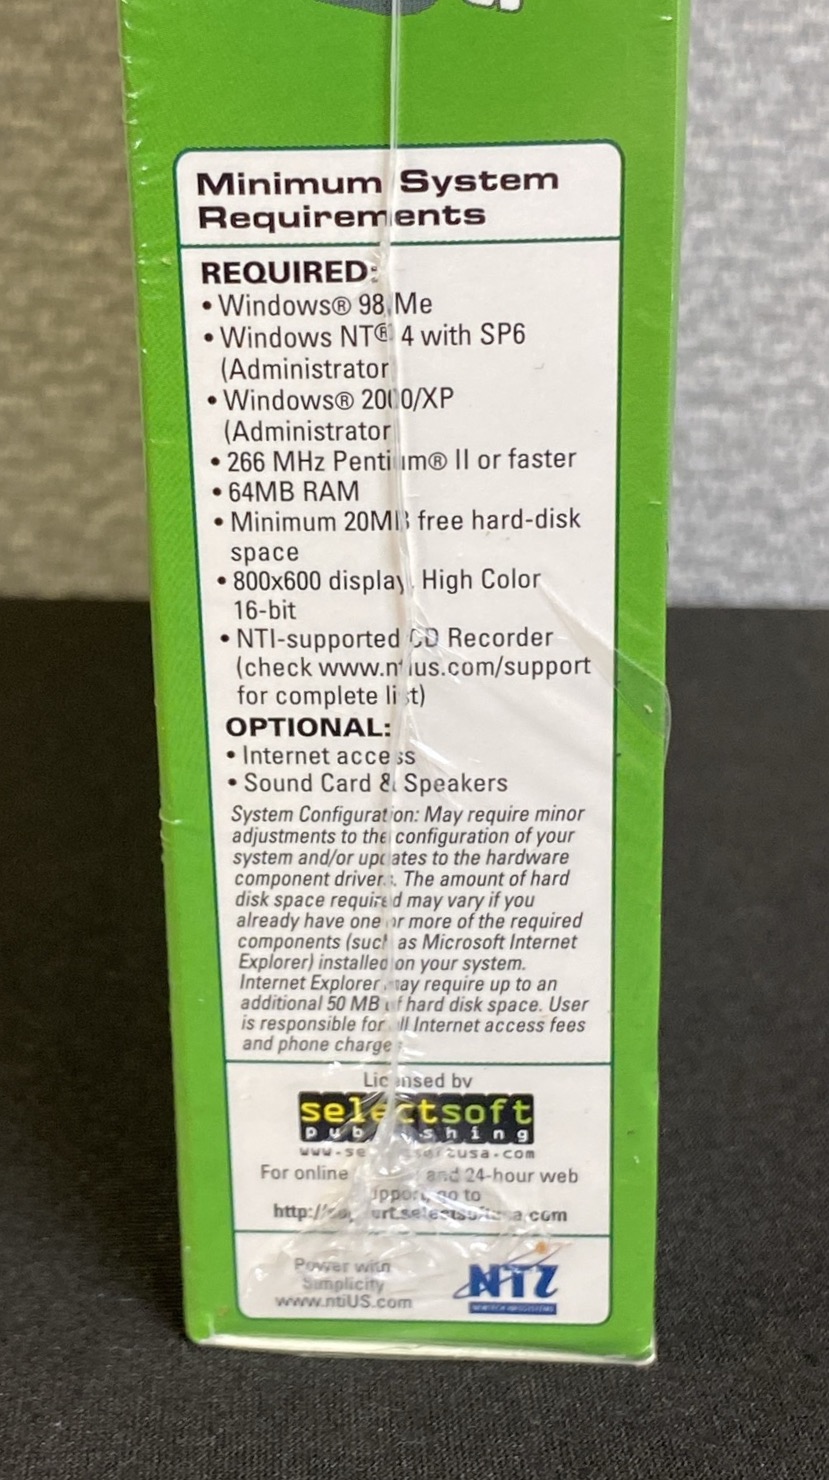 Minimum System
Requirements
REQUIRED:
• Windows® 98, Me
• Windows NT® 4 with SP6
(Administrator)
• Windows® 2000/XP
(Administrator)
• 266 MHz Pentium® II or faster
• 64MB RAM
• Minimum 20MB free hard-disk
space
• 800x600 display, High Color
16-bit
• NTI-supported CD Recorder
(check www.ntius.com/support
for complete list)
OPTIONAL:
• Internet access
• Sound Card & Speakers
System Configuration: May require minor
adjustments to the configuration of your
system and/or updates to the hardware
component drivers. The amount of hard
disk space required may vary if you
already have one or more of the required
components (such as Microsoft Internet
Explorer) installed on your system.
Internet Explorer may require up to an
additional 50 MB of hard disk space. User
is responsible for all Internet access fees
and phone charges
Licensed by
selectsoft
publishing
www.selectsoftusa.com
For online and 24-hour web
support, go to
http://support.selectsoftusa.com
Power with
Simplicity
www.ntiUS.com
NTI